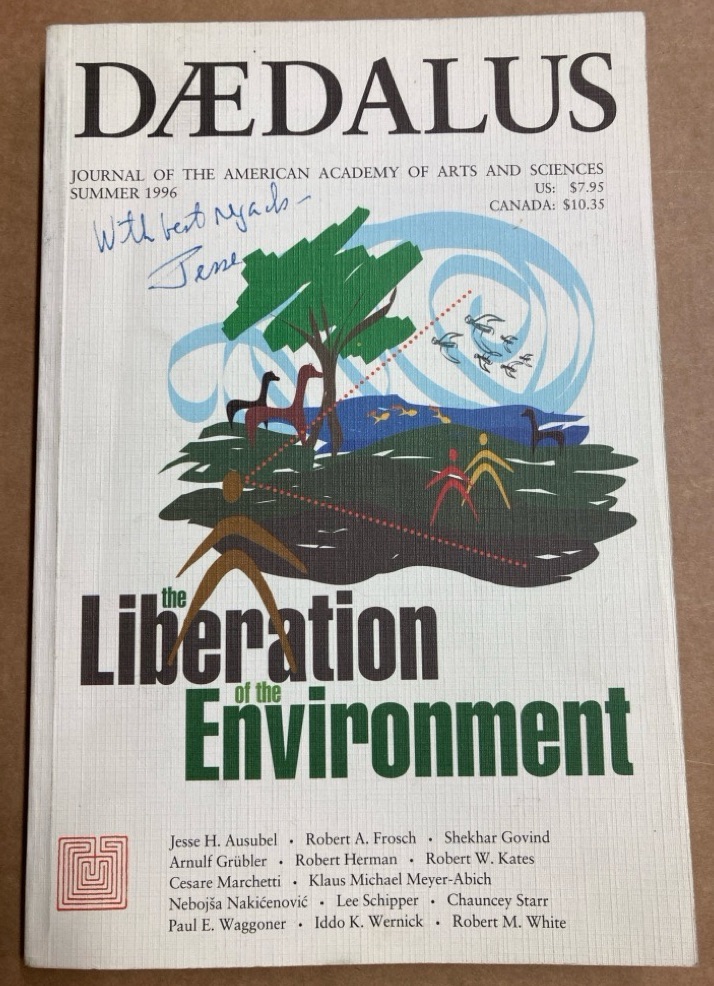 DÆDALUS
JOURNAL OF THE AMERICAN ACADEMY OF ARTS AND SCIENCES
SUMMER 1996
US: $7.95
CANADA: $10.35
With best regards –
Jesse
the
Liberation
of the
Environment
Jesse H. Ausubel • Robert A. Frosch • Shekhar Govind
Arnulf Grübler • Robert Herman • Robert W. Kates
Cesare Marchetti • Klaus Michael Meyer-Abich
Nebojša Nakićenović • Lee Schipper • Chauncey Starr
Paul E. Waggoner • Iddo K. Wernick • Robert M. White